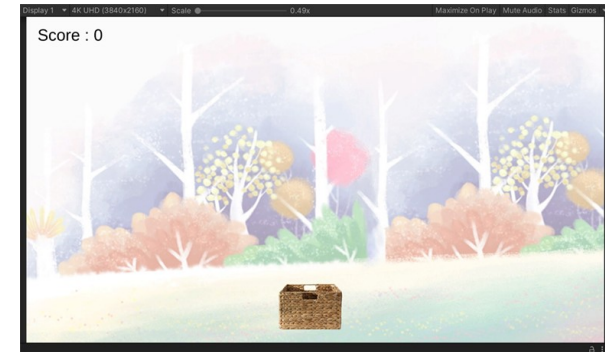 Display 1 4K UHD (3840x2160) Scale 0.49x Maximize On Play Mute Audio Stats Gizmos
Score : 0